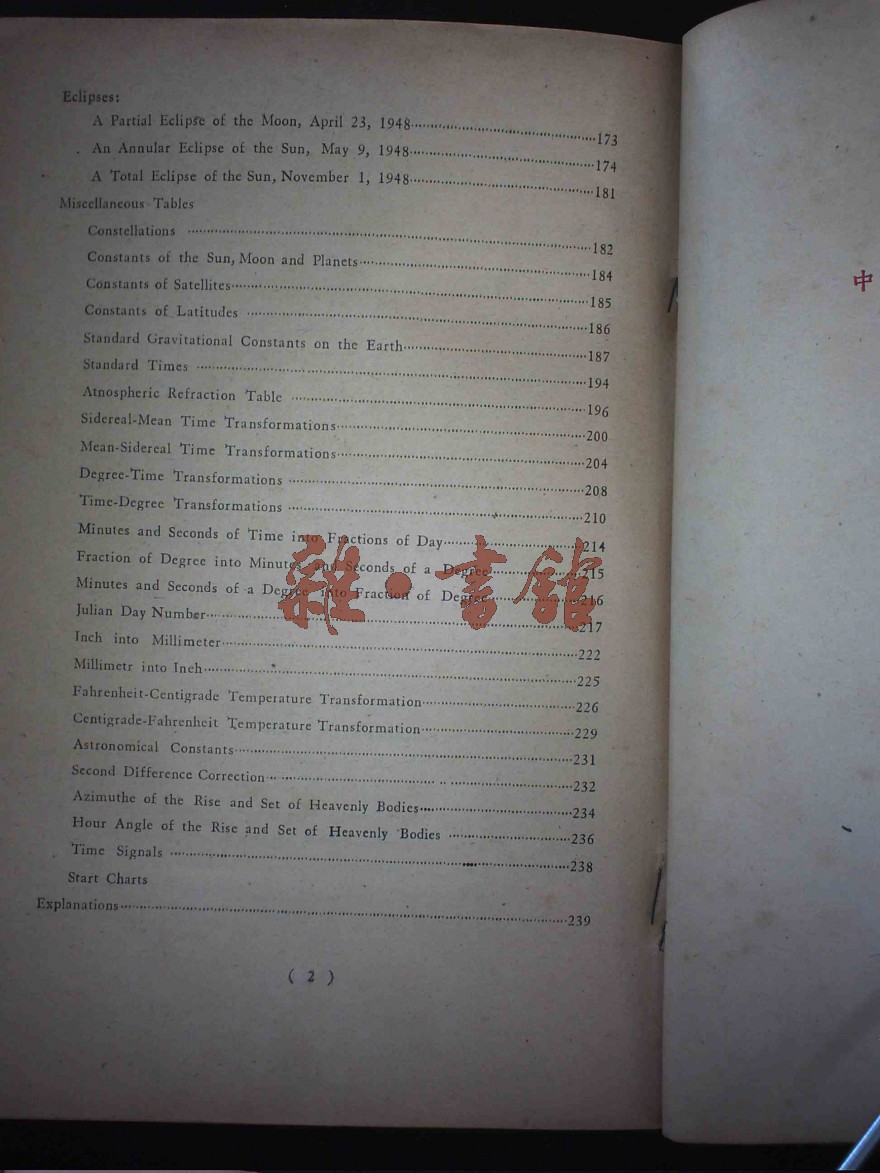 Eclipses:
A Partial Eclipse of the Moon, April 23, 1948 173
An Annular Eclipse of the Sun, May 9, 1948 174
A Total Eclipse of the Sun, November 1, 1948 181
Miscellaneous Tables
Constellations 182
Constants of the Sun, Moon and Planets 184
Constants of Satellites 185
Constants of Latitudes 186
Standard Gravitational Constants on the Earth 187
Standard Times 194
Atnospheric Refraction Table 196
Sidereal-Mean Time Transformations 200
Mean-Sidereal Time Transformations 204
Degree-Time Transformations 208
Time-Degree Transformations 210
Minutes and Seconds of Time into Fractions of Day 214
Fraction of Degree into Minutes and Seconds of a Degree 215
Minutes and Seconds of a Degree into Fraction of Degree 216
Julian Day Number 217
Inch into Millimeter 222
Millimetr into Inch 225
Fahrenheit-Centigrade Temperature Transformation 226
Centigrade-Fahrenheit Temperature Transformation 229
Astronomical Constants 231
Second Difference Correction 232
Azimuthe of the Rise and Set of Heavenly Bodies 234
Hour Angle of the Rise and Set of Heavenly Bodies 236
Time Signals 238
Start Charts
Explanations 239
( 2 )
雜·書館
中